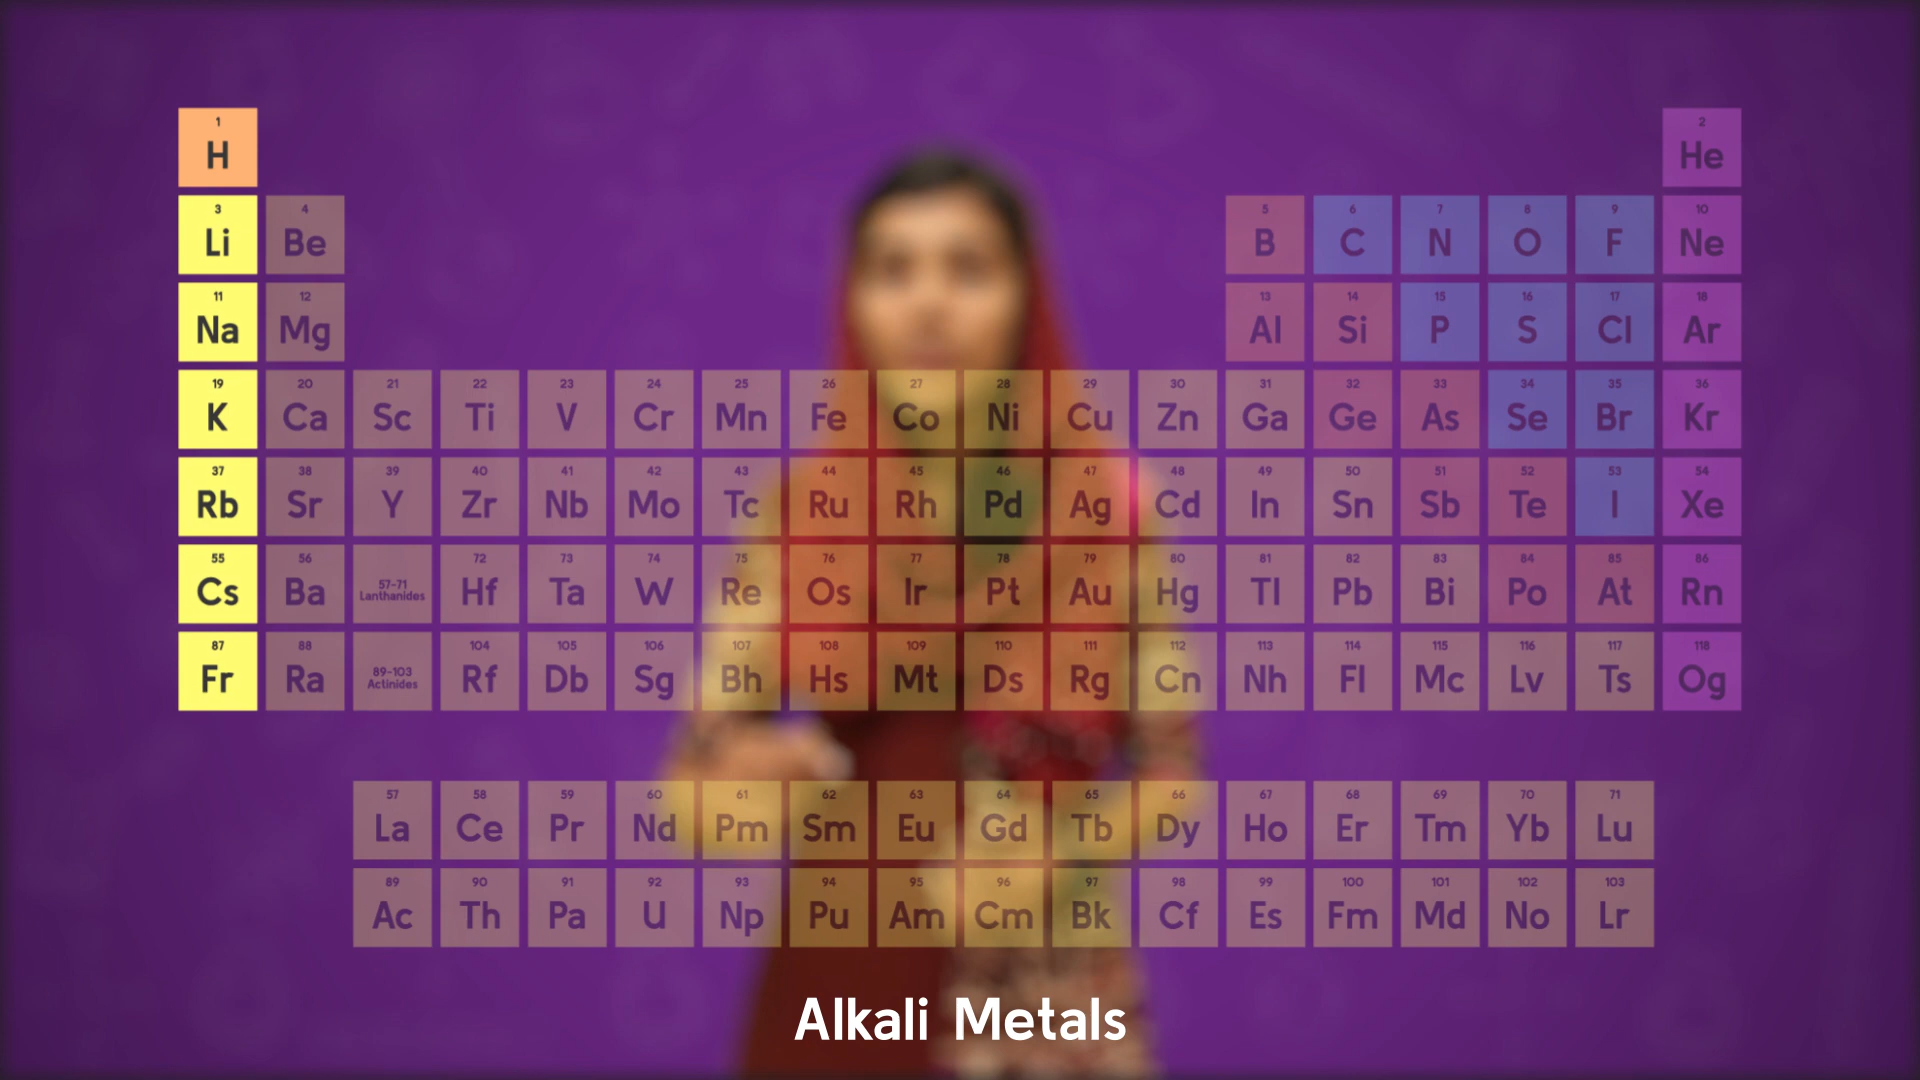 1 2
H He
3 4 5 6 7 8 9 10
Li Be B C N O F Ne
11 12 13 14 15 16 17 18
Na Mg Al Si P S Cl Ar
19 20 21 22 23 24 25 26 27 28 29 30 31 32 33 34 35 36
K Ca Sc Ti V Cr Mn Fe Co Ni Cu Zn Ga Ge As Se Br Kr
37 38 39 40 41 42 43 44 45 46 47 48 49 50 51 52 53 54
Rb Sr Y Zr Nb Mo Tc Ru Rh Pd Ag Cd In Sn Sb Te I Xe
55 56 57-71 72 73 74 75 76 77 78 79 80 81 82 83 84 85 86
Cs Ba Lanthanides Hf Ta W Re Os Ir Pt Au Hg Tl Pb Bi Po At Rn
87 88 89-103 104 105 106 107 108 109 110 111 112 113 114 115 116 117 118
Fr Ra Actinides Rf Db Sg Bh Hs Mt Ds Rg Cn Nh Fl Mc Lv Ts Og
57 58 59 60 61 62 63 64 65 66 67 68 69 70 71
La Ce Pr Nd Pm Sm Eu Gd Tb Dy Ho Er Tm Yb Lu
89 90 91 92 93 94 95 96 97 98 99 100 101 102 103
Ac Th Pa U Np Pu Am Cm Bk Cf Es Fm Md No Lr
Alkali Metals